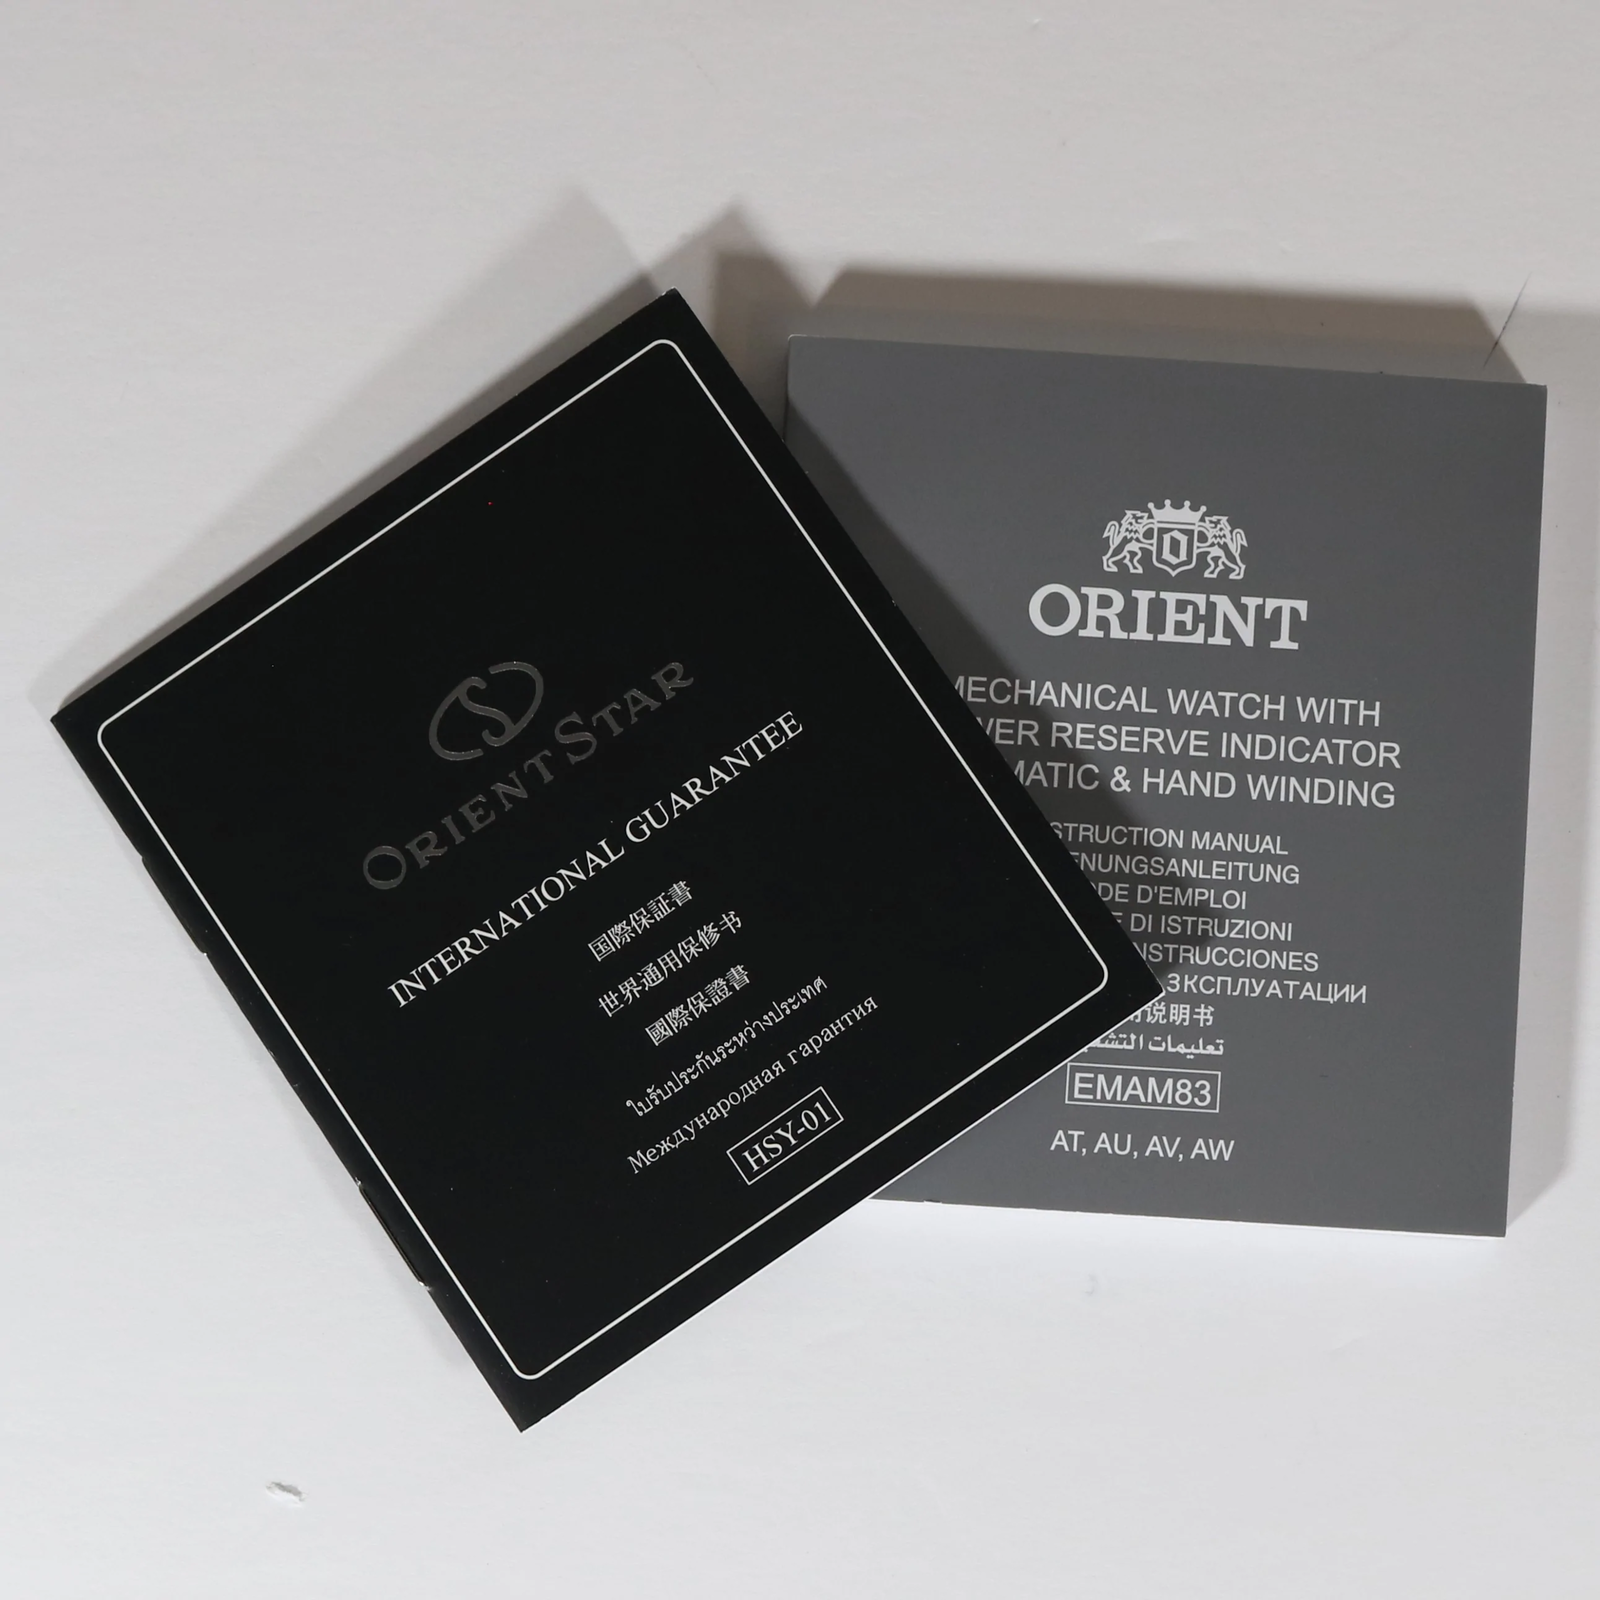 ORIENT STAR
INTERNATIONAL GUARANTEE
国際保証書
世界通用保修书
國際保證書
ใบรับประกันระหว่างประเทศ
Международная гарантия
HSY-01
O
ORIENT
MECHANICAL WATCH WITH
WER RESERVE INDICATOR
MATIC & HAND WINDING
STRUCTION MANUAL
ENUNGSANLEITUNG
DE D'EMPLOI
E DI ISTRUZIONI
NSTRUCCIONES
ЗКСПЛУАТАЦИИ
说明书
تعليمات
EMAM83
AT, AU, AV, AW